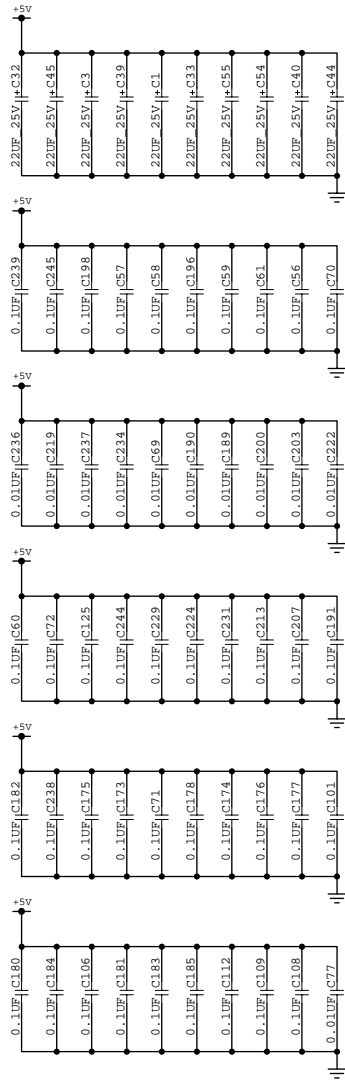 +5V
22UF_25V +C32
22UF_25V +C45
22UF_25V +C3
22UF_25V +C39
22UF_25V +C1
22UF_25V +C33
22UF_25V +C55
22UF_25V +C54
22UF_25V +C40
22UF_25V +C44
+5V
0.1UF C239
0.1UF C245
0.1UF C198
0.1UF C57
0.1UF C58
0.1UF C196
0.1UF C59
0.1UF C61
0.1UF C56
0.1UF C70
+5V
0.01UF C236
0.01UF C219
0.01UF C237
0.01UF C234
0.01UF C69
0.01UF C190
0.01UF C189
0.01UF C200
0.01UF C203
0.01UF C222
+5V
0.1UF C60
0.1UF C72
0.1UF C125
0.1UF C244
0.1UF C229
0.1UF C224
0.1UF C231
0.1UF C213
0.1UF C207
0.1UF C191
+5V
0.1UF C182
0.1UF C238
0.1UF C175
0.1UF C173
0.1UF C71
0.1UF C178
0.1UF C174
0.1UF C176
0.1UF C177
0.1UF C101
+5V
0.1UF C180
0.1UF C184
0.1UF C106
0.1UF C181
0.1UF C183
0.1UF C185
0.1UF C112
0.1UF C109
0.1UF C108
0.01UF C77